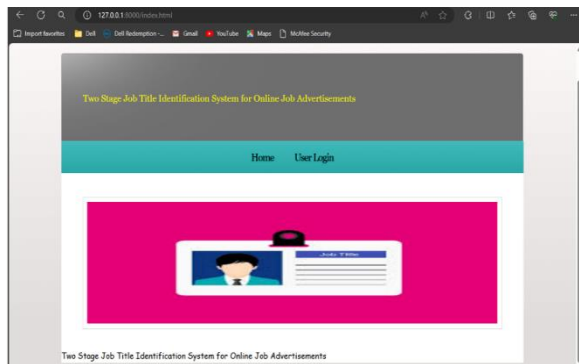 127.0.0.1:8000/index.html
Import favorites Dell Dell Redemption -... Gmail YouTube Maps McAfee Security
Two Stage Job Title Identification System for Online Job Advertisements
Home User Login
Job Title
Two Stage Job Title Identification System for Online Job Advertisements